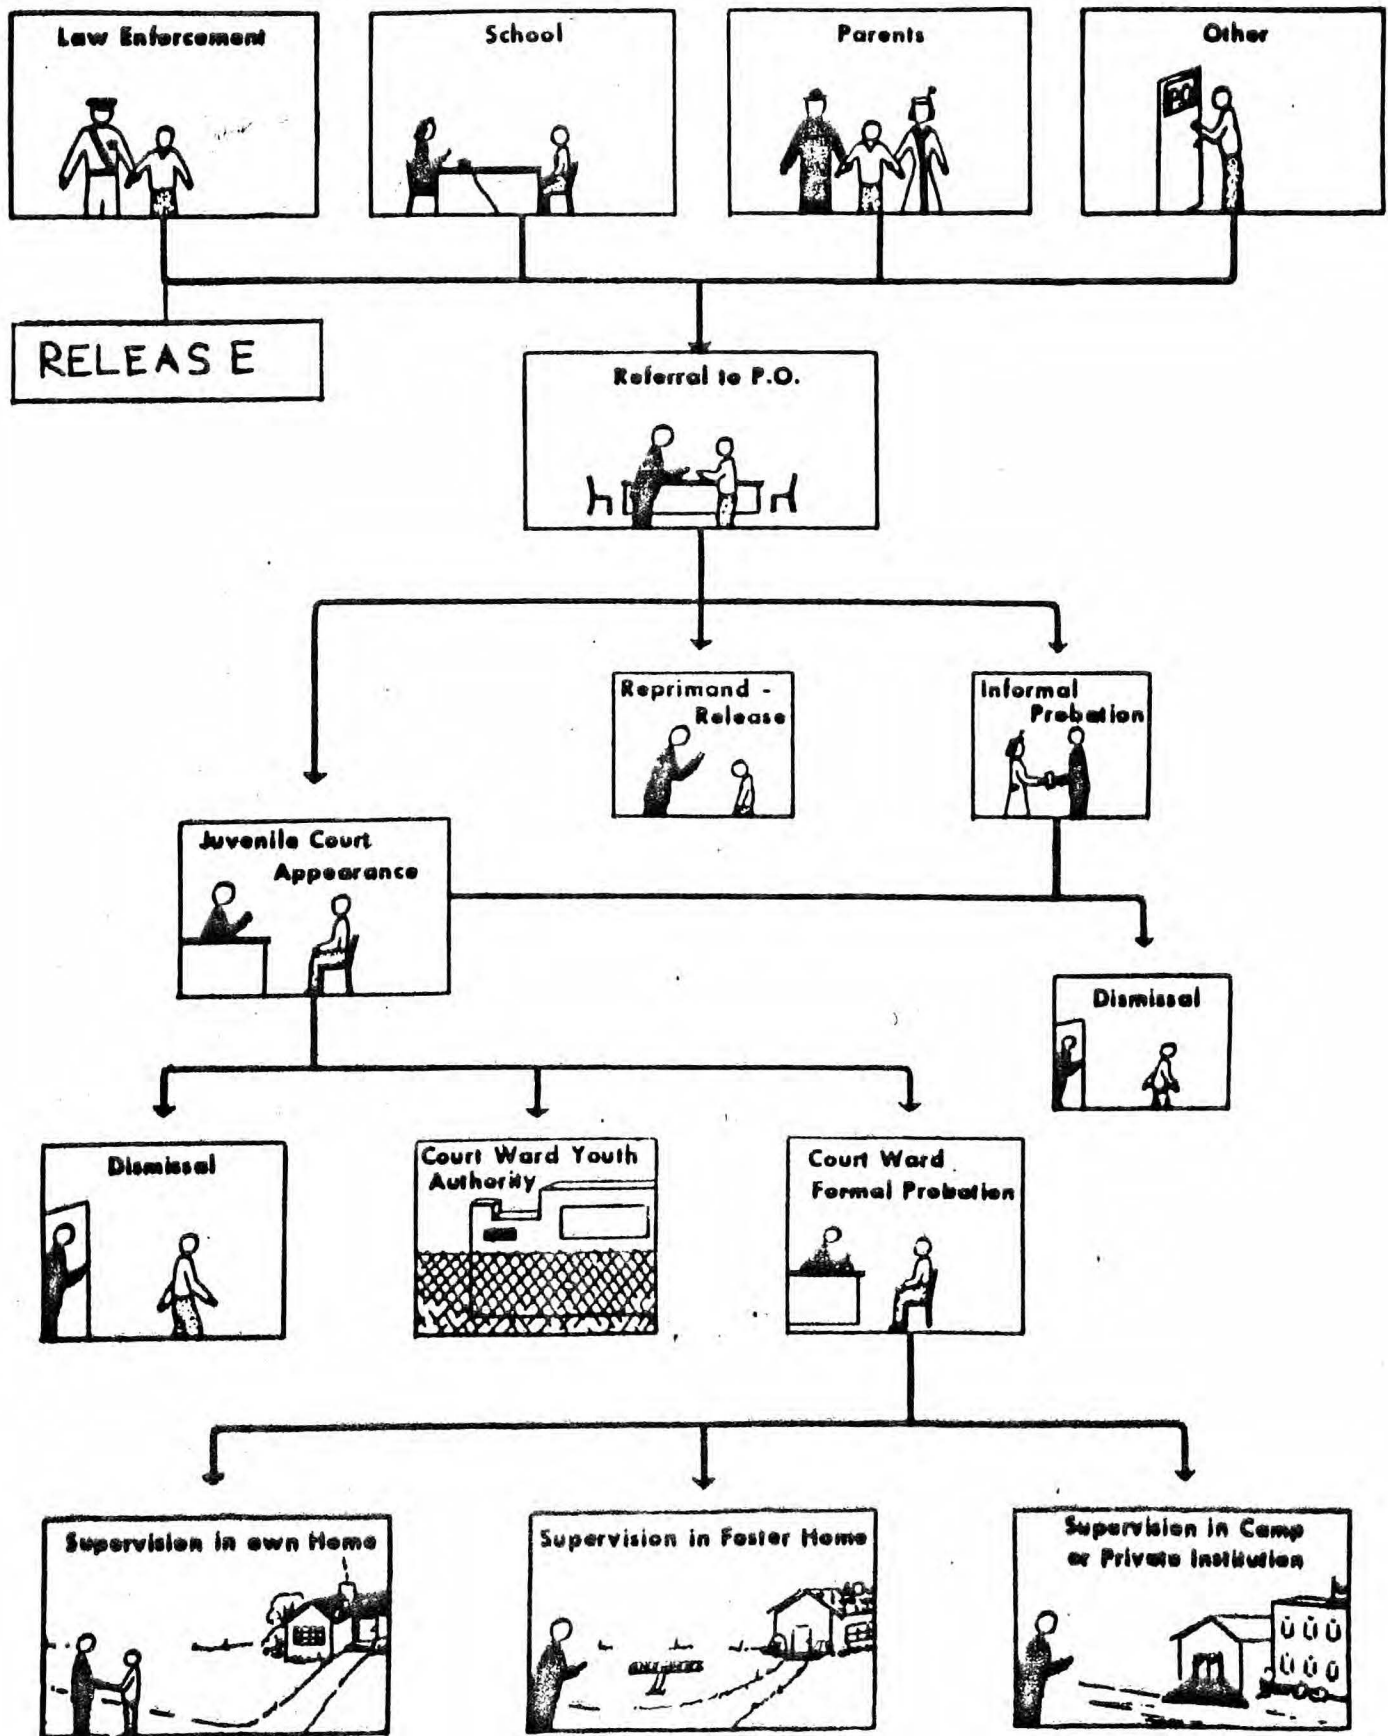 Law Enforcement
School
Parents
Other
P.O.
RELEASE
Referral to P.O.
Reprimand -
Release
Informal
Probation
Juvenile Court
Appearance
Dismissal
Dismissal
Court Ward Youth
Authority
Court Ward
Formal Probation
Supervision in own Home
Supervision in Foster Home
Supervision in Camp
or Private Institution